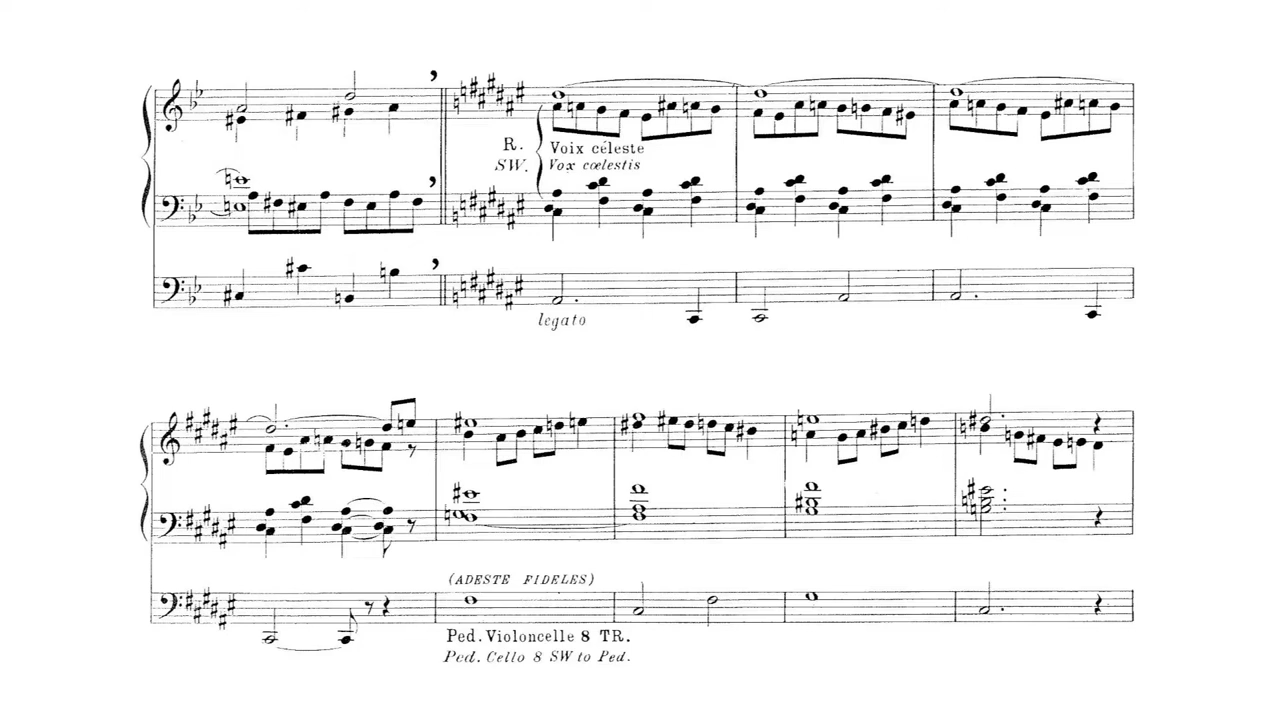 R. Voix céleste
SW. Vox cœlestis
legato
(ADESTE FIDELES)
Ped. Violoncelle 8 TR.
Ped. Cello 8 SW to Ped.